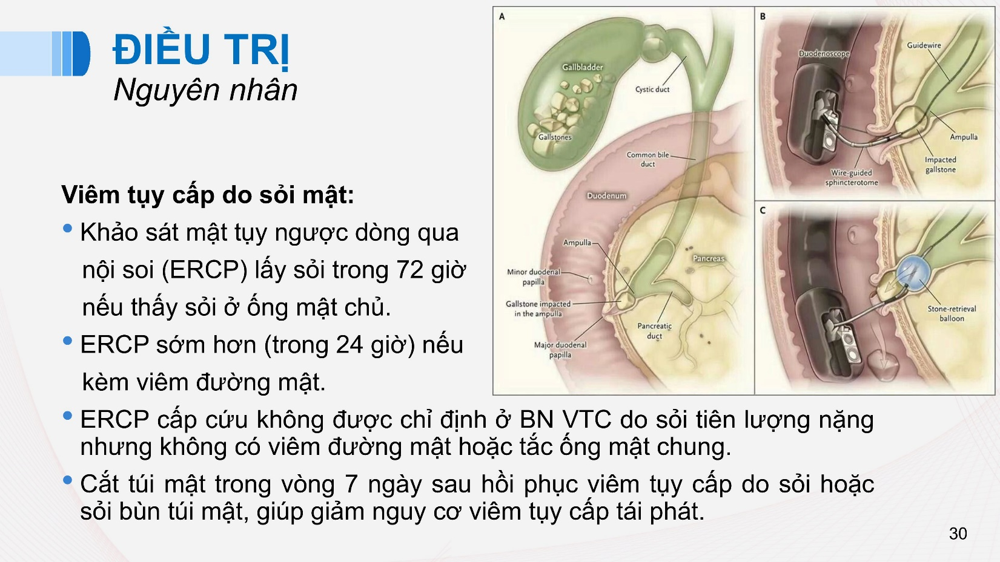 ĐIỀU TRỊ
Nguyên nhân
Viêm tụy cấp do sỏi mật:
• Khảo sát mật tụy ngược dòng qua
nội soi (ERCP) lấy sỏi trong 72 giờ
nếu thấy sỏi ở ống mật chủ.
• ERCP sớm hơn (trong 24 giờ) nếu
kèm viêm đường mật.
• ERCP cấp cứu không được chỉ định ở BN VTC do sỏi tiên lượng nặng
nhưng không có viêm đường mật hoặc tắc ống mật chung.
• Cắt túi mật trong vòng 7 ngày sau hồi phục viêm tụy cấp do sỏi hoặc
sỏi bùn túi mật, giúp giảm nguy cơ viêm tụy cấp tái phát.
A
Gallbladder
Cystic duct
Gallstones
Common bile
duct
Duodenum
Ampulla
Pancreas
Minor duodenal
papilla
Gallstone impacted
in the ampulla
Pancreatic
duct
Major duodenal
papilla
B
Guidewire
Duodenoscope
Ampulla
Impacted
gallstone
Wire-guided
sphincterotome
C
Stone-retrieval
balloon
30